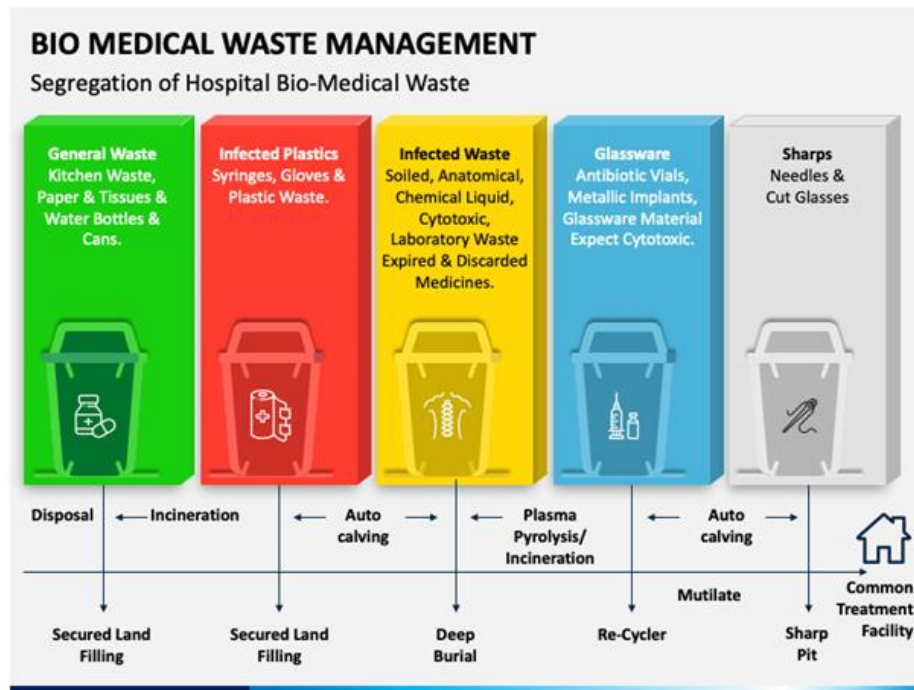 BIO MEDICAL WASTE MANAGEMENT
Segregation of Hospital Bio-Medical Waste
General Waste
Kitchen Waste,
Paper & Tissues &
Water Bottles &
Cans.
Infected Plastics
Syringes, Gloves &
Plastic Waste.
Infected Waste
Soiled, Anatomical,
Chemical Liquid,
Cytotoxic,
Laboratory Waste
Expired & Discarded
Medicines.
Glassware
Antibiotic Vials,
Metallic Implants,
Glassware Material
Expect Cytotoxic.
Sharps
Needles &
Cut Glasses
Disposal
Incineration
Auto
calving
Plasma
Pyrolysis/
Incineration
Auto
calving
Mutilate
Common
Treatment
Facility
Secured Land
Filling
Secured Land
Filling
Deep
Burial
Re-Cycler
Sharp
Pit